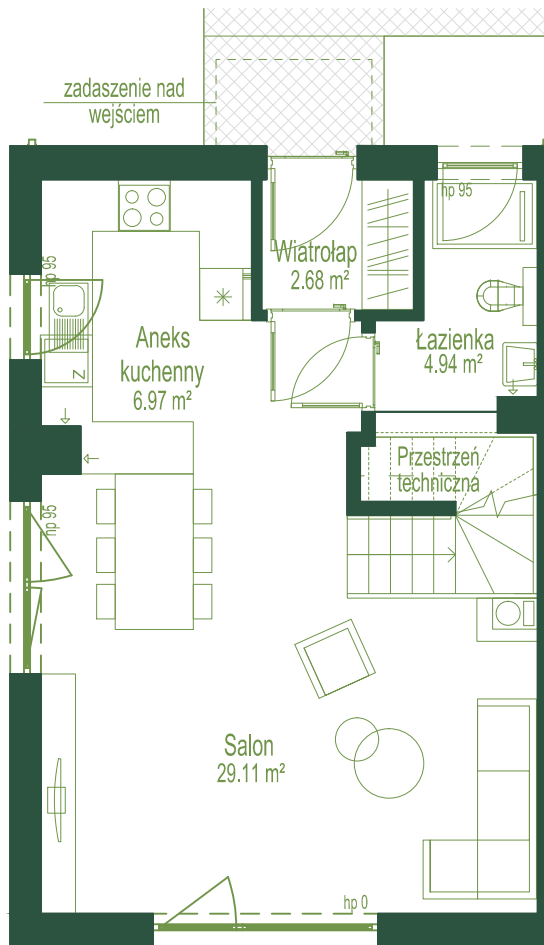 zadaszenie nad
wejściem
hp 95
Wiatrołap
2.68 m²
hp 95
Aneks
kuchenny
6.97 m²
Łazienka
4.94 m²
Z
Przestrzeń
techniczna
hp 95
Salon
29.11 m²
hp 0